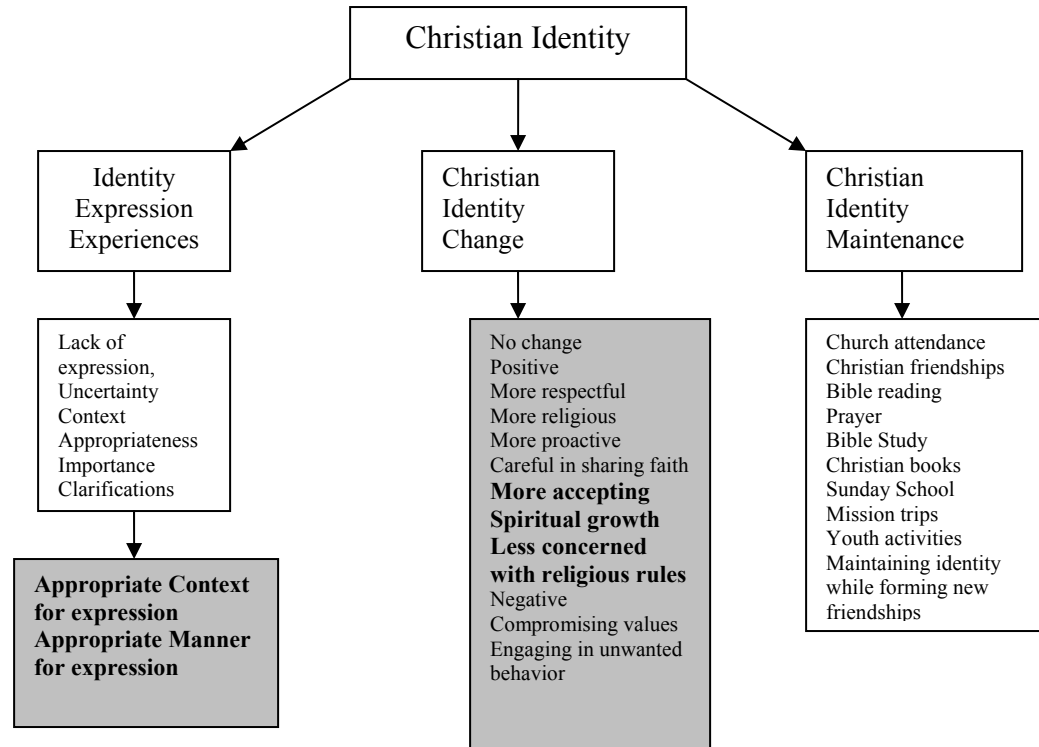 Christian Identity
Identity
Expression
Experiences
Christian
Identity
Change
Christian
Identity
Maintenance
Lack of
expression,
Uncertainty
Context
Appropriateness
Importance
Clarifications
No change
Positive
More respectful
More religious
More proactive
Careful in sharing faith
More accepting
Spiritual growth
Less concerned
with religious rules
Negative
Compromising values
Engaging in unwanted
behavior
Church attendance
Christian friendships
Bible reading
Prayer
Bible Study
Christian books
Sunday School
Mission trips
Youth activities
Maintaining identity
while forming new
friendships
Appropriate Context
for expression
Appropriate Manner
for expression